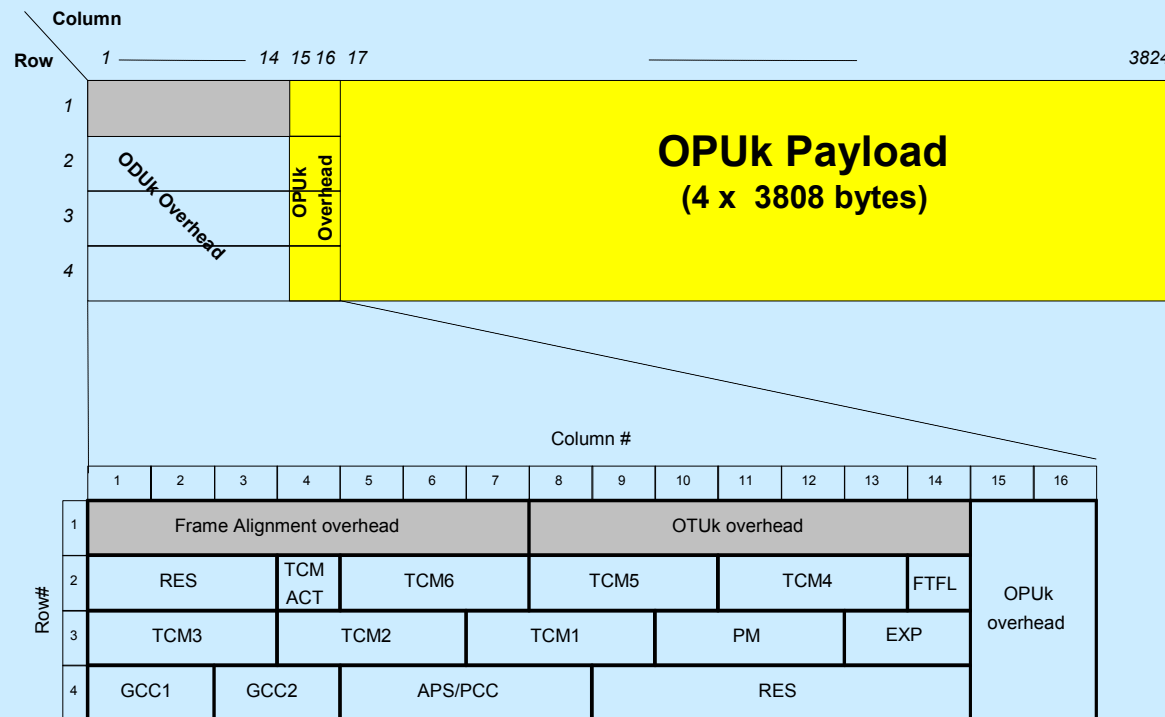 Column
Row 1 14 15 16 17 3824
1
OPUk Payload
(4 x 3808 bytes)
2
ODUk Overhead
OPUk
Overhead
3
4
Column #
1 2 3 4 5 6 7 8 9 10 11 12 13 14 15 16
Row#
1 Frame Alignment overhead OTUk overhead
2 RES TCM ACT TCM6 TCM5 TCM4 FTFL
OPUk
overhead
3 TCM3 TCM2 TCM1 PM EXP
4 GCC1 GCC2 APS/PCC RES